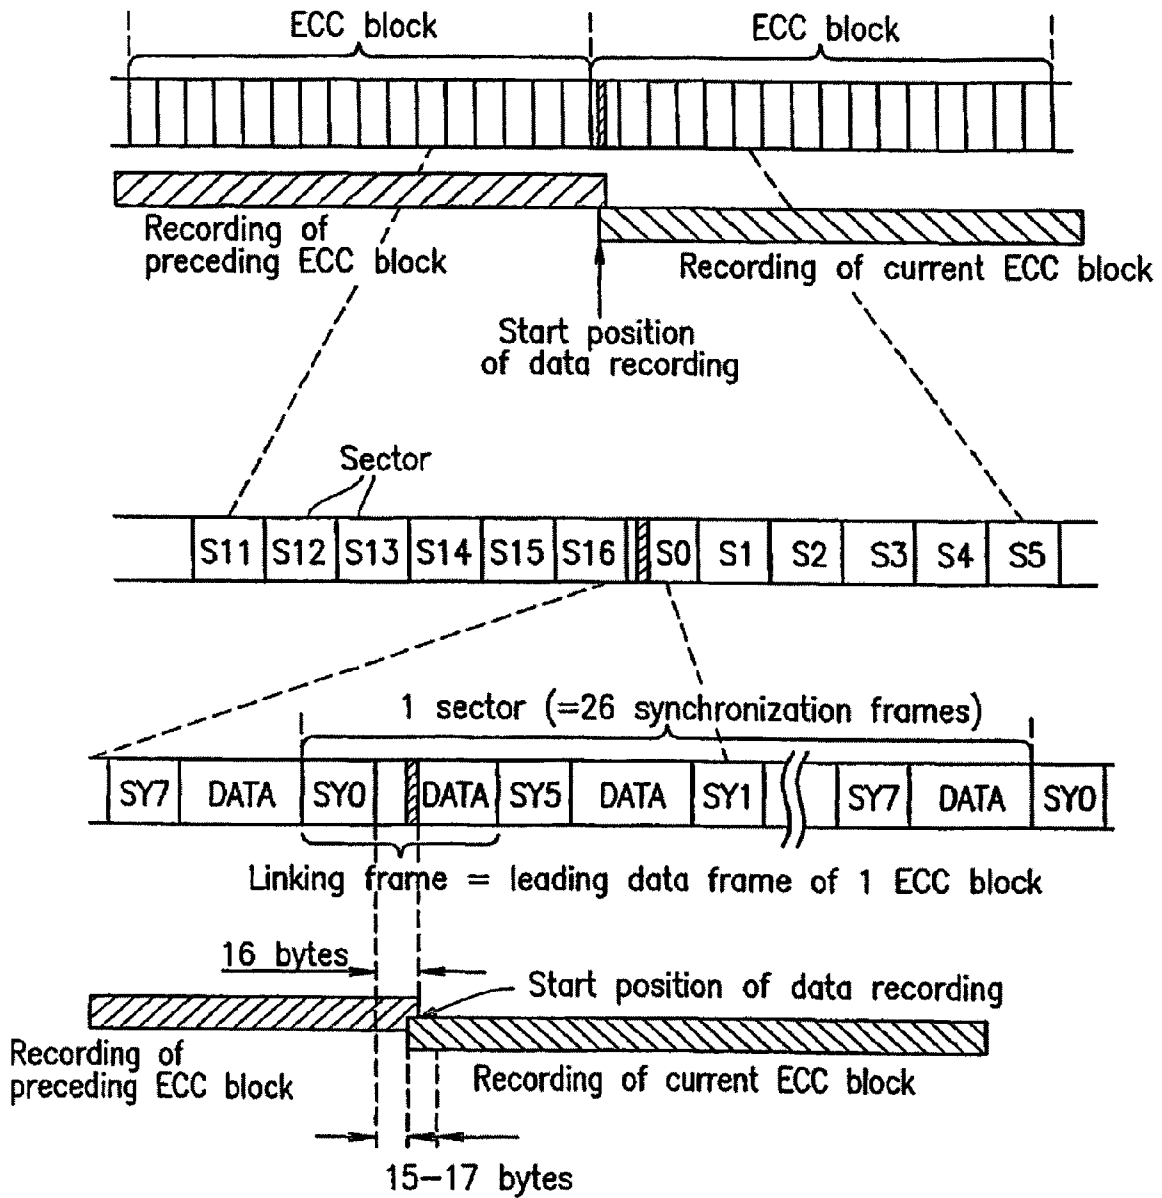 ECC block
ECC block
Recording of
preceding ECC block
Recording of current ECC block
Start position
of data recording
Sector
S11 S12 S13 S14 S15 S16 S0 S1 S2 S3 S4 S5
1 sector (=26 synchronization frames)
SY7 DATA SY0 DATA SY5 DATA SY1 SY7 DATA SY0
Linking frame = leading data frame of 1 ECC block
16 bytes
Start position of data recording
Recording of
preceding ECC block
Recording of current ECC block
15-17 bytes